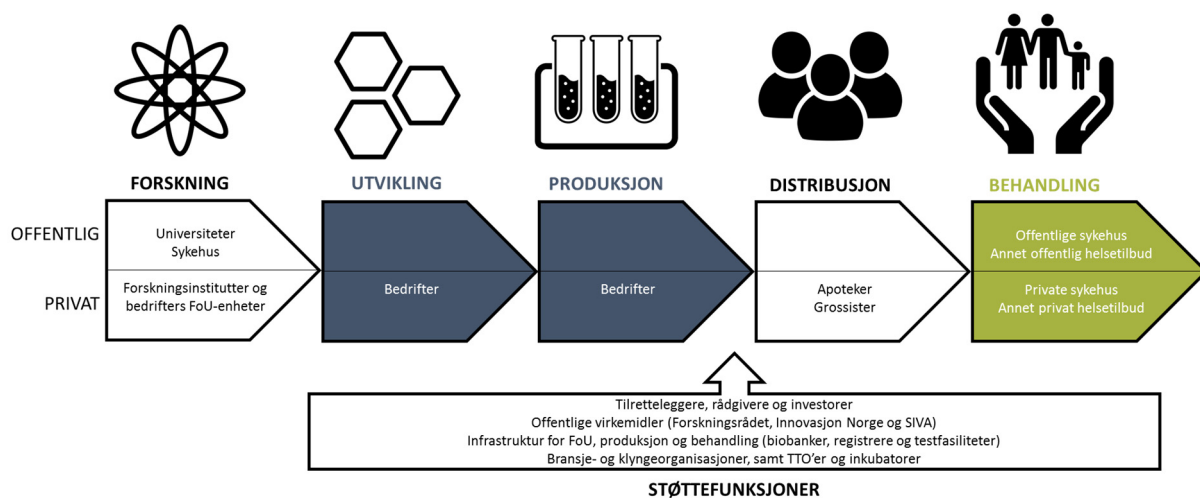 FORSKNING
UTVIKLING
PRODUKSJON
DISTRIBUSJON
BEHANDLING
OFFENTLIG
Universiteter
Sykehus
Offentlige sykehus
Annet offentlig helsetilbud
PRIVAT
Forskningsinstitutter og
bedrifters FoU-enheter
Bedrifter
Bedrifter
Apoteker
Grossister
Private sykehus
Annet privat helsetilbud
Tilretteleggere, rådgivere og investorer
Offentlige virkemidler (Forskningsrådet, Innovasjon Norge og SIVA)
Infrastruktur for FoU, produksjon og behandling (biobanker, registrere og testfasiliteter)
Bransje- og klyngeorganisasjoner, samt TTO'er og inkubatorer
STØTTEFUNKSJONER